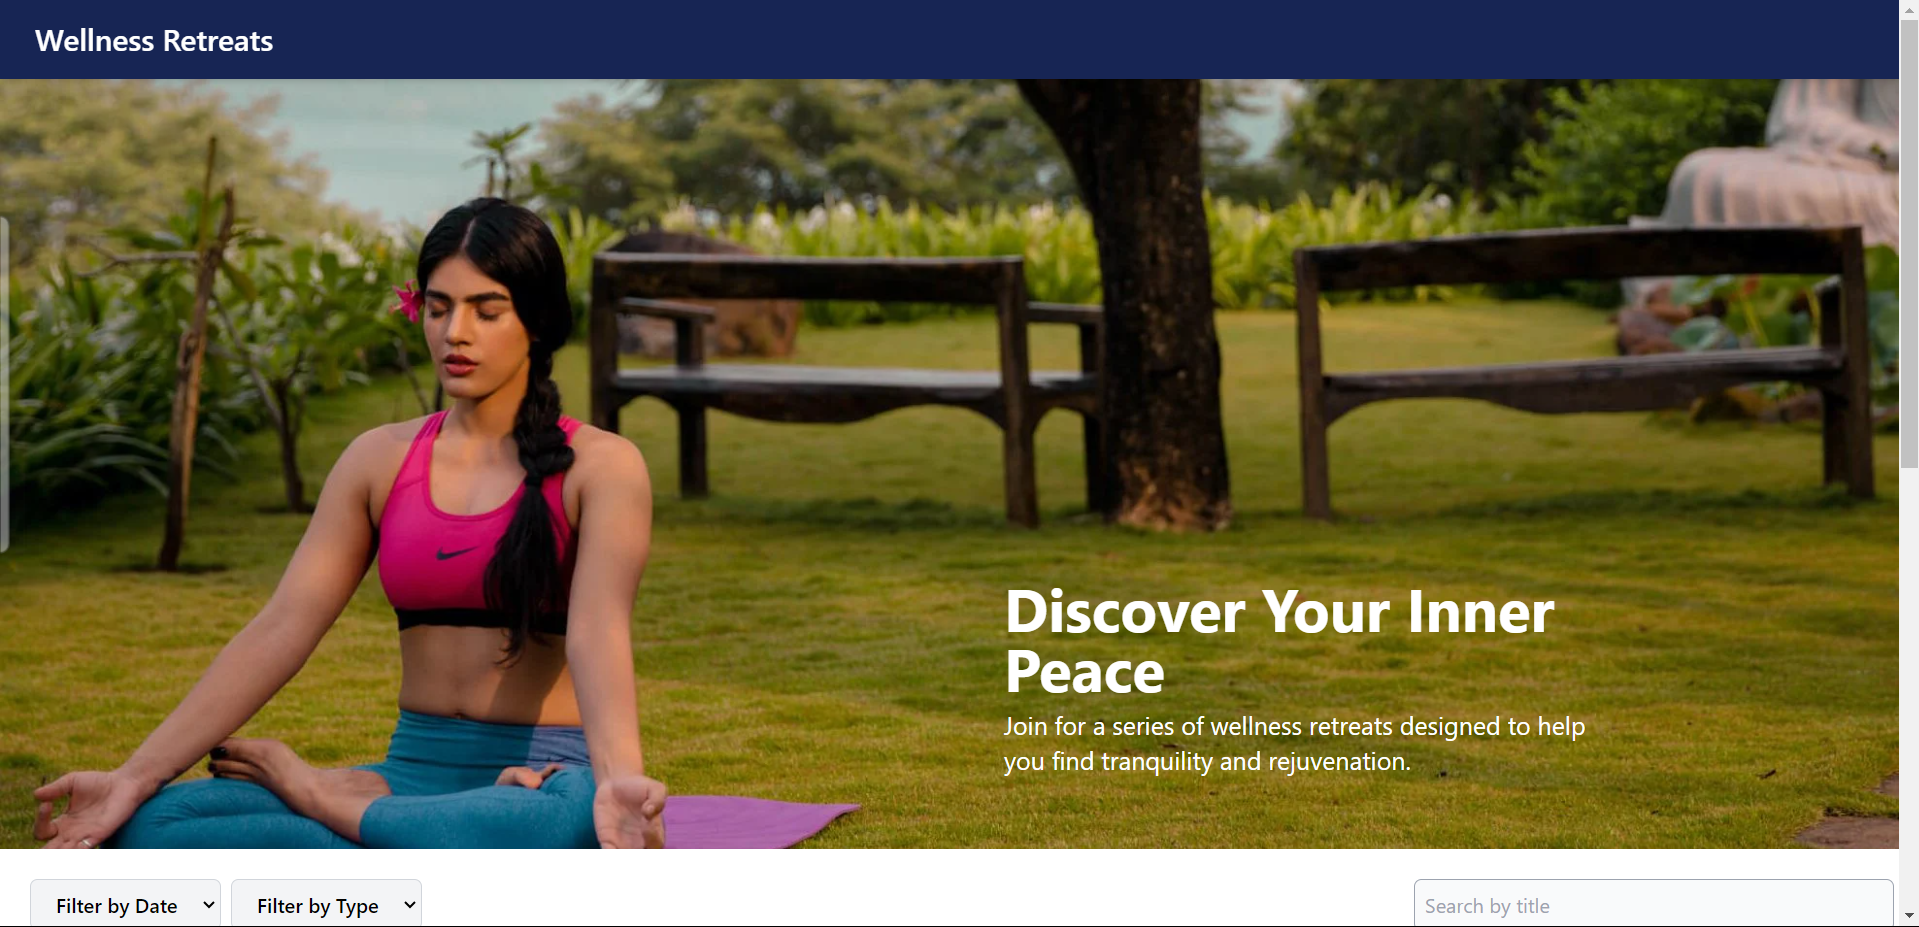 Wellness Retreats
Discover Your Inner
Peace
Join for a series of wellness retreats designed to help
you find tranquility and rejuvenation.
Filter by Date
Filter by Type
Search by title